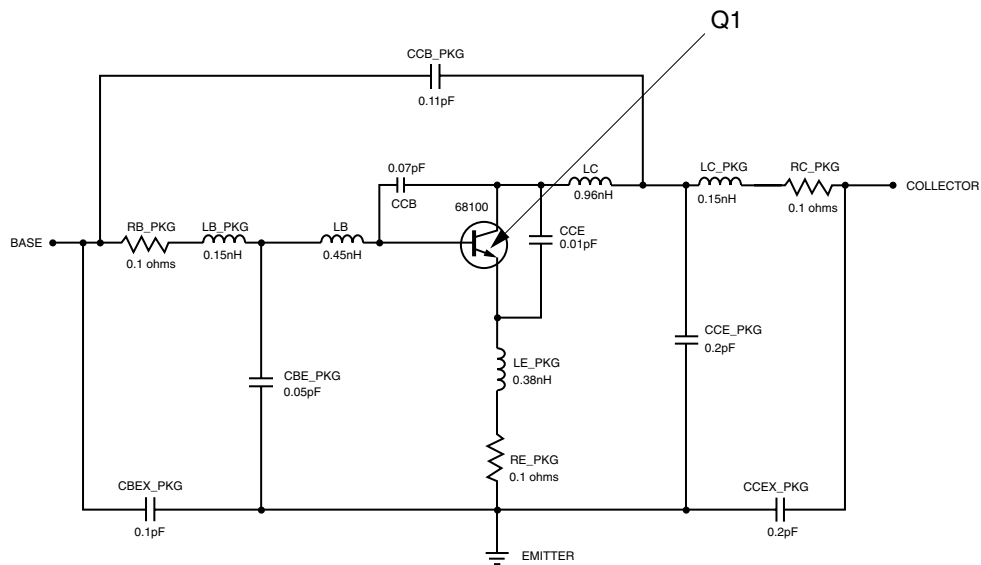 Q1
CCB_PKG
0.11pF
0.07pF
CCB
LC
0.96nH
LC_PKG
0.15nH
RC_PKG
0.1 ohms
COLLECTOR
68100
CCE
0.01pF
BASE
RB_PKG
0.1 ohms
LB_PKG
0.15nH
LB
0.45nH
CCE_PKG
0.2pF
LE_PKG
0.38nH
CBE_PKG
0.05pF
RE_PKG
0.1 ohms
CBEX_PKG
0.1pF
CCEX_PKG
0.2pF
EMITTER